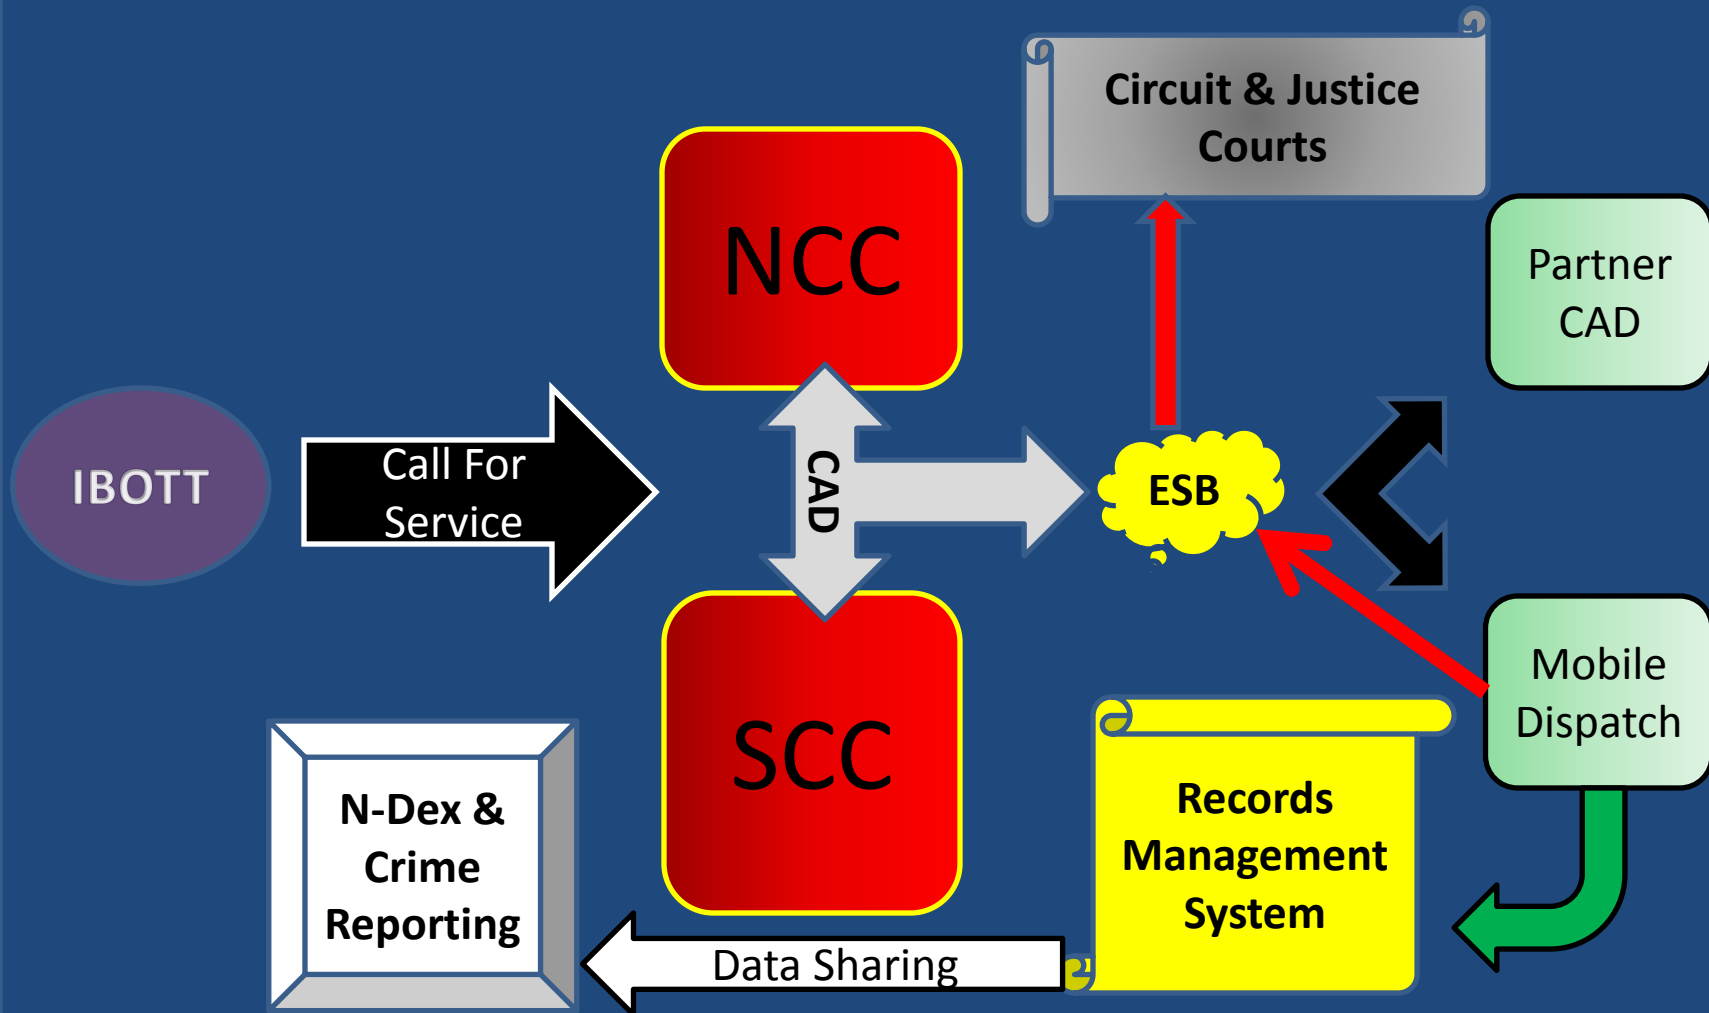 Circuit & Justice
Courts
NCC
Partner
CAD
IBOTT
Call For
Service
CAD
ESB
SCC
Mobile
Dispatch
N-Dex &
Crime
Reporting
Records
Management
System
Data Sharing